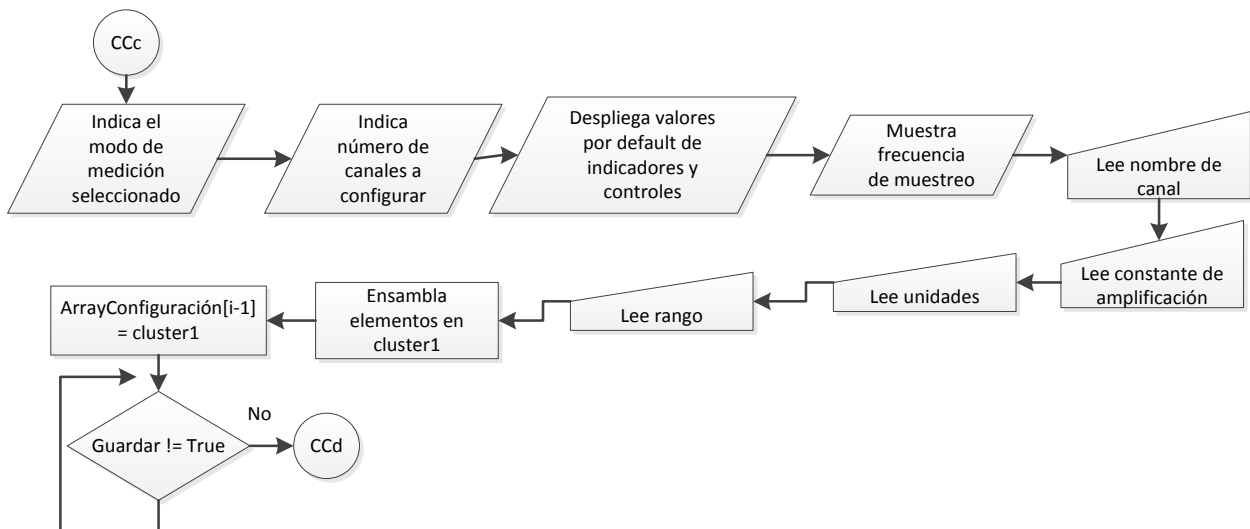 CCc
Indica el
modo de
medición
seleccionado
Indica
número de
canales a
configurar
Despliega valores
por default de
indicadores y
controles
Muestra
frecuencia
de muestreo
Lee nombre de
canal
Lee constante de
amplificación
Lee unidades
Lee rango
Ensambla
elementos en
cluster1
ArrayConfiguración[i-1]
= cluster1
Guardar != True
No
CCd